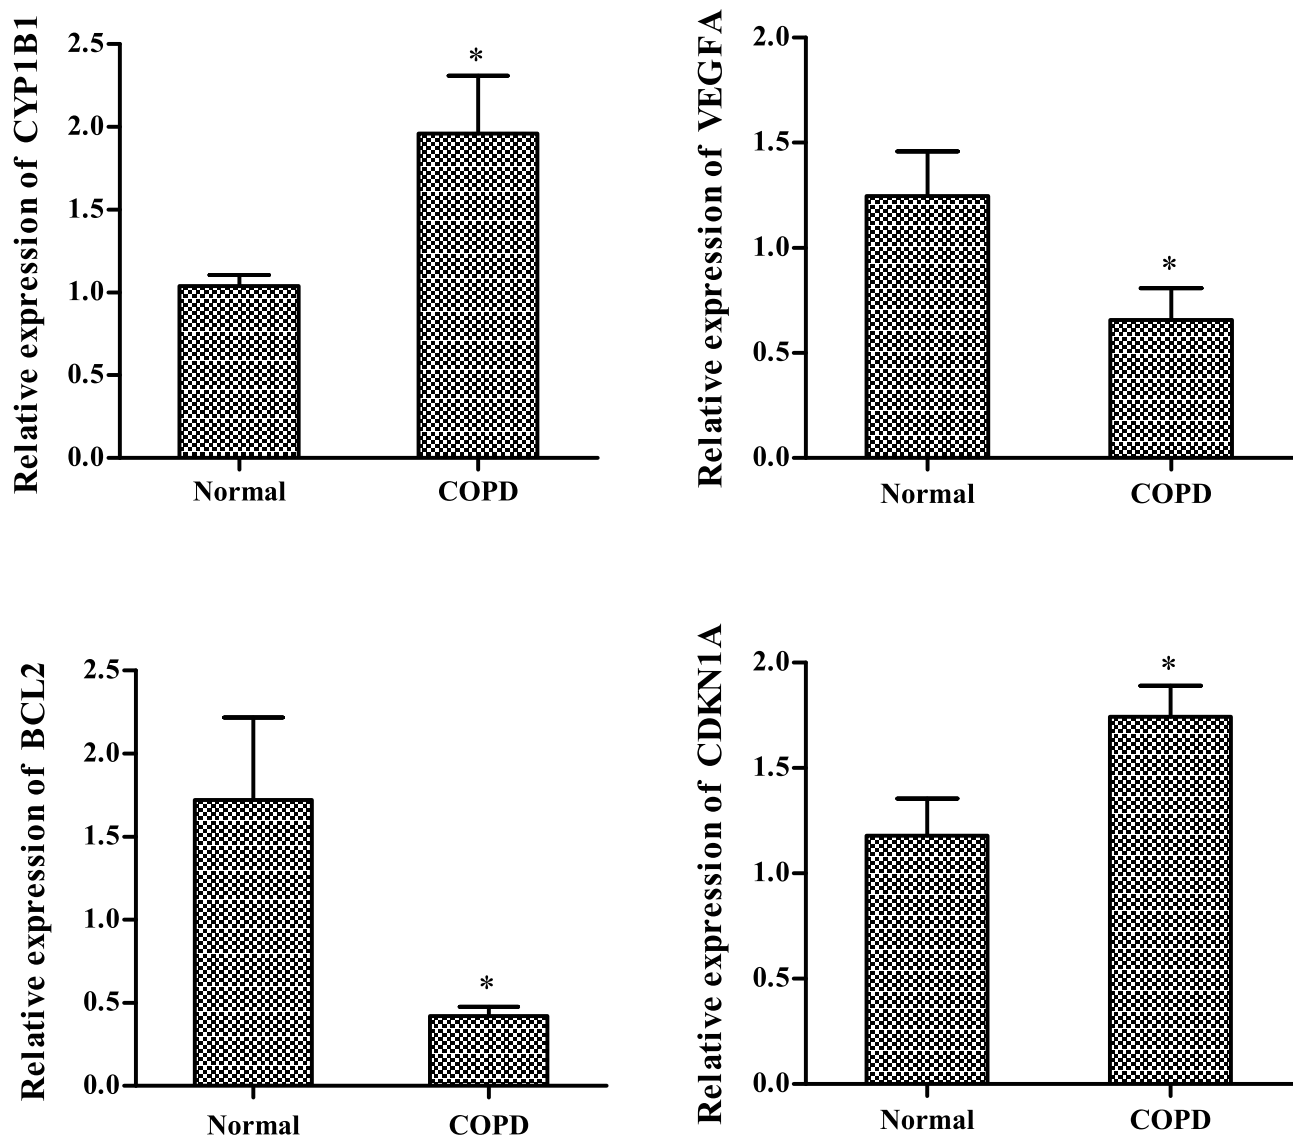 Relative expression of CYP1B1
2.5
2.0
1.5
1.0
0.5
0.0
*
Normal
COPD
Relative expression of VEGFA
2.0
1.5
1.0
0.5
0.0
*
Normal
COPD
Relative expression of BCL2
2.5
2.0
1.5
1.0
0.5
0.0
*
Normal
COPD
Relative expression of CDKN1A
2.0
1.5
1.0
0.5
0.0
*
Normal
COPD